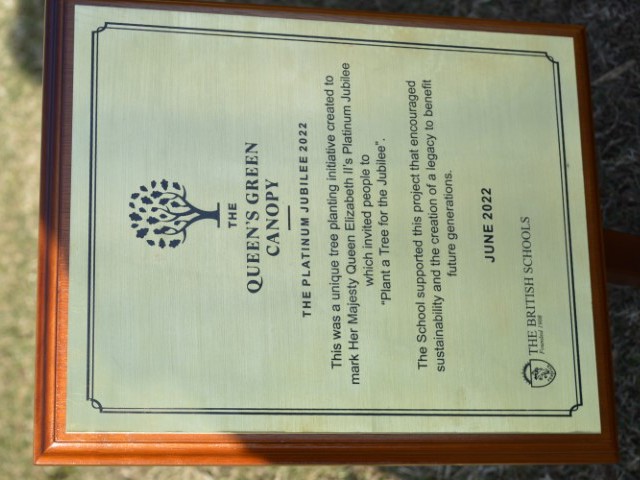 THE
QUEEN'S GREEN
CANOPY
THE PLATINUM JUBILEE 2022
This was a unique tree planting initiative created to
mark Her Majesty Queen Elizabeth II's Platinum Jubilee
which invited people to
"Plant a Tree for the Jubilee".
The School supported this project that encouraged
sustainability and the creation of a legacy to benefit
future generations.
JUNE 2022
THE BRITISH SCHOOLS
Founded 1908